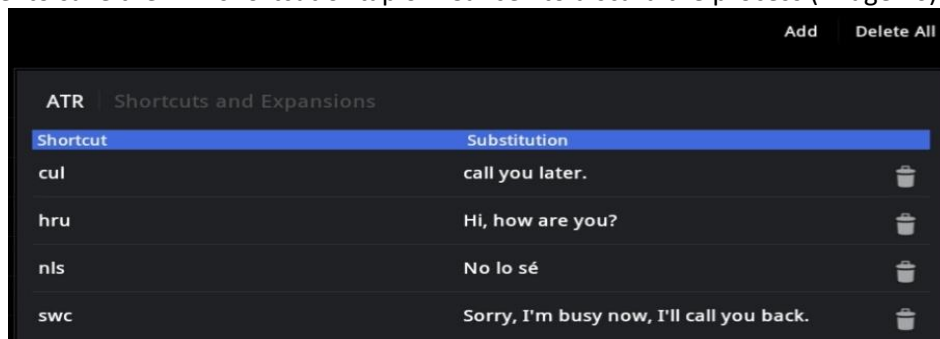 Add Delete All
ATR Shortcuts and Expansions
Shortcut Substitution
cul call you later.
hru Hi, how are you?
nls No lo sé
swc Sorry, I'm busy now, I'll call you back.